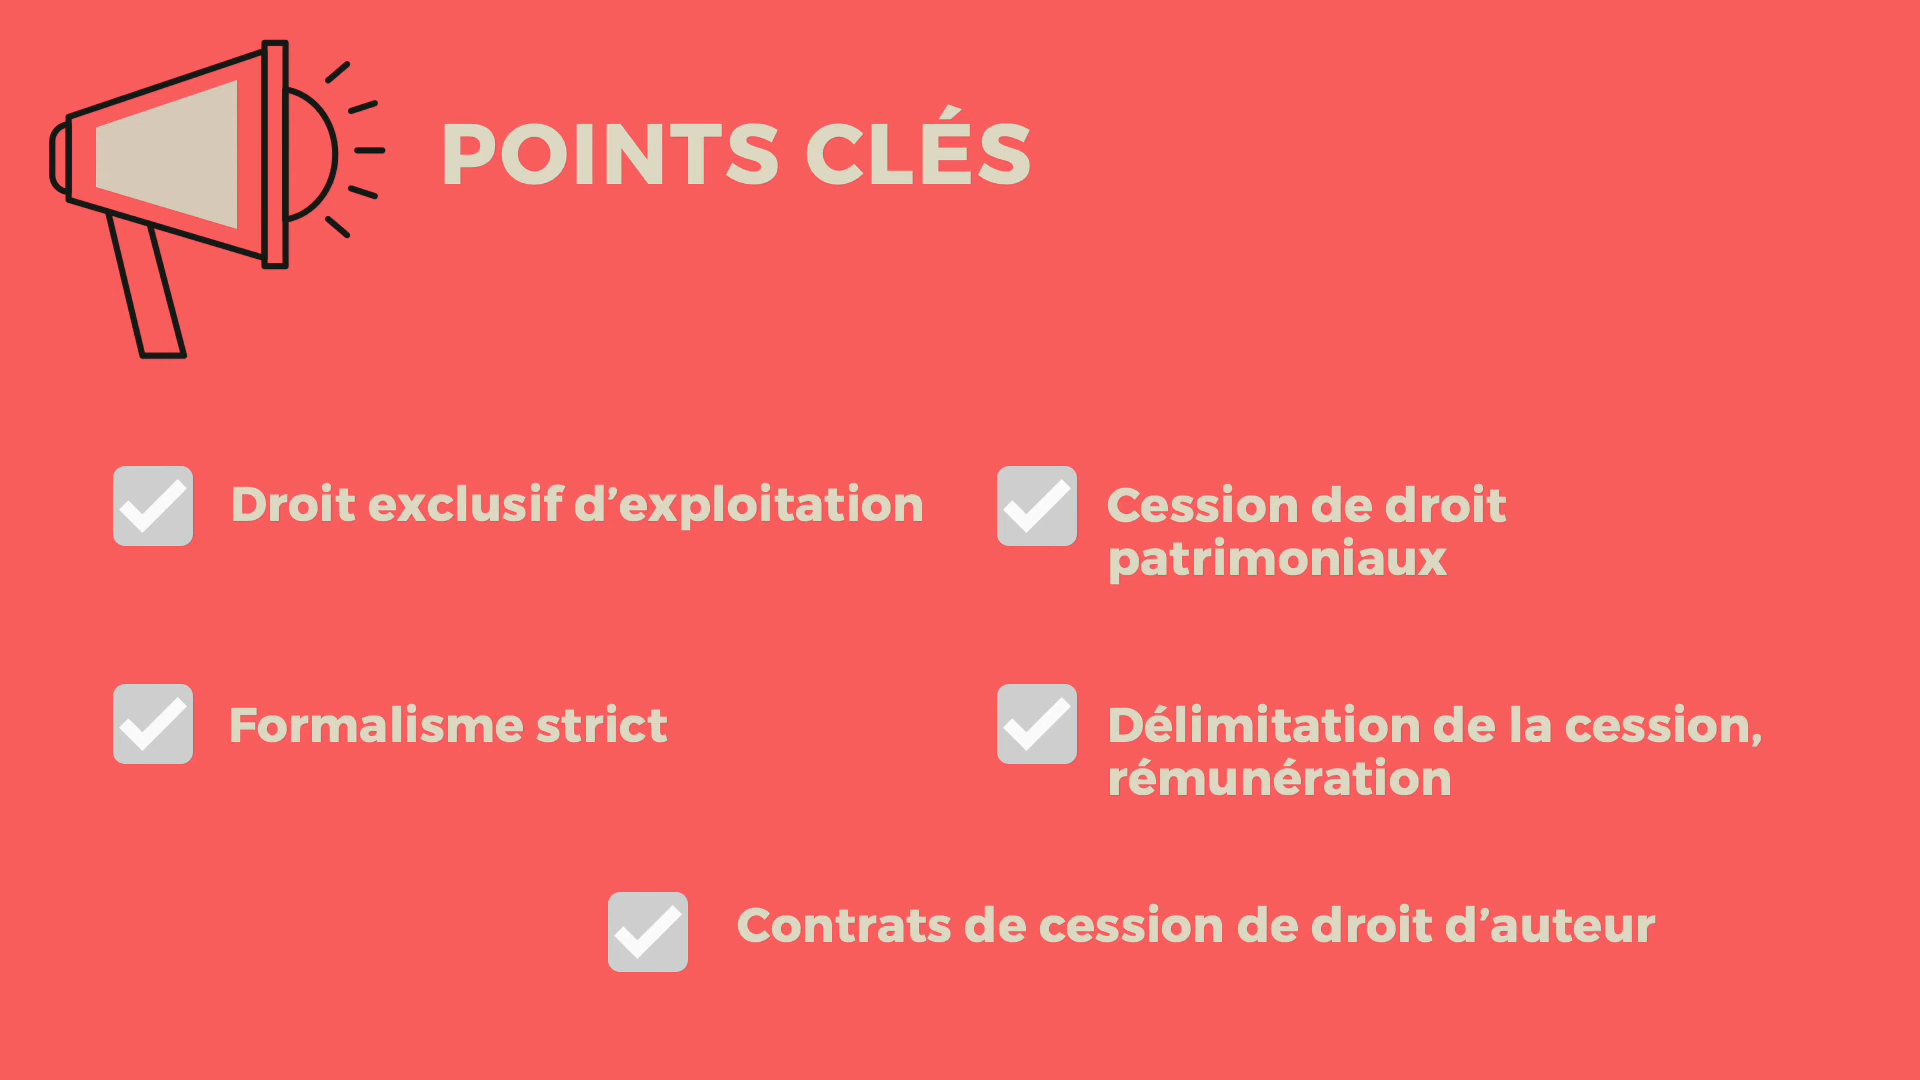 POINTS CLÉS
Droit exclusif d’exploitation
Cession de droit
patrimoniaux
Formalisme strict
Délimitation de la cession,
rémunération
Contrats de cession de droit d’auteur